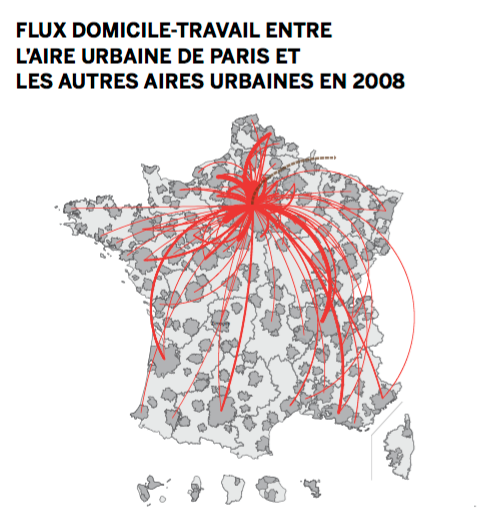 FLUX DOMICILE-TRAVAIL ENTRE
L’AIRE URBAINE DE PARIS ET
LES AUTRES AIRES URBAINES EN 2008